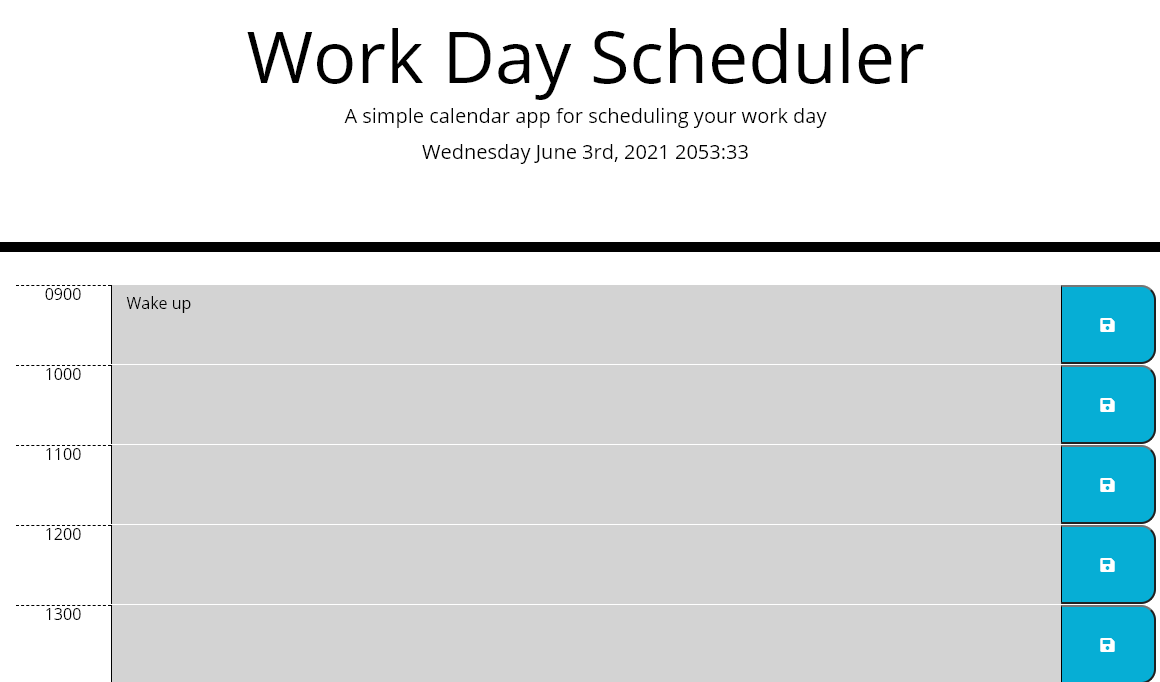 Work Day Scheduler
A simple calendar app for scheduling your work day
Wednesday June 3rd, 2021 2053:33
0900
Wake up
1000
1100
1200
1300